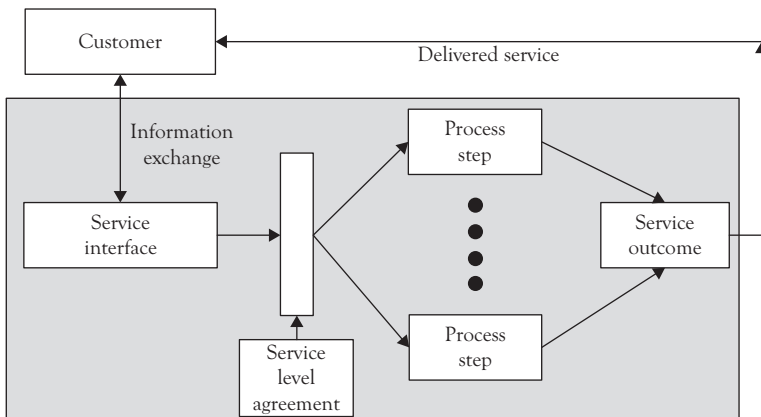 Customer
Delivered service
Information
exchange
Process
step
Service
interface
Service
outcome
Process
step
Service
level
agreement